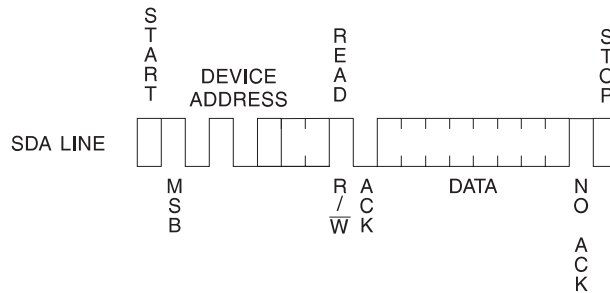 START
DEVICE
ADDRESS
READ
STOP
SDA LINE
MSB
R/W
ACK
DATA
NO ACK